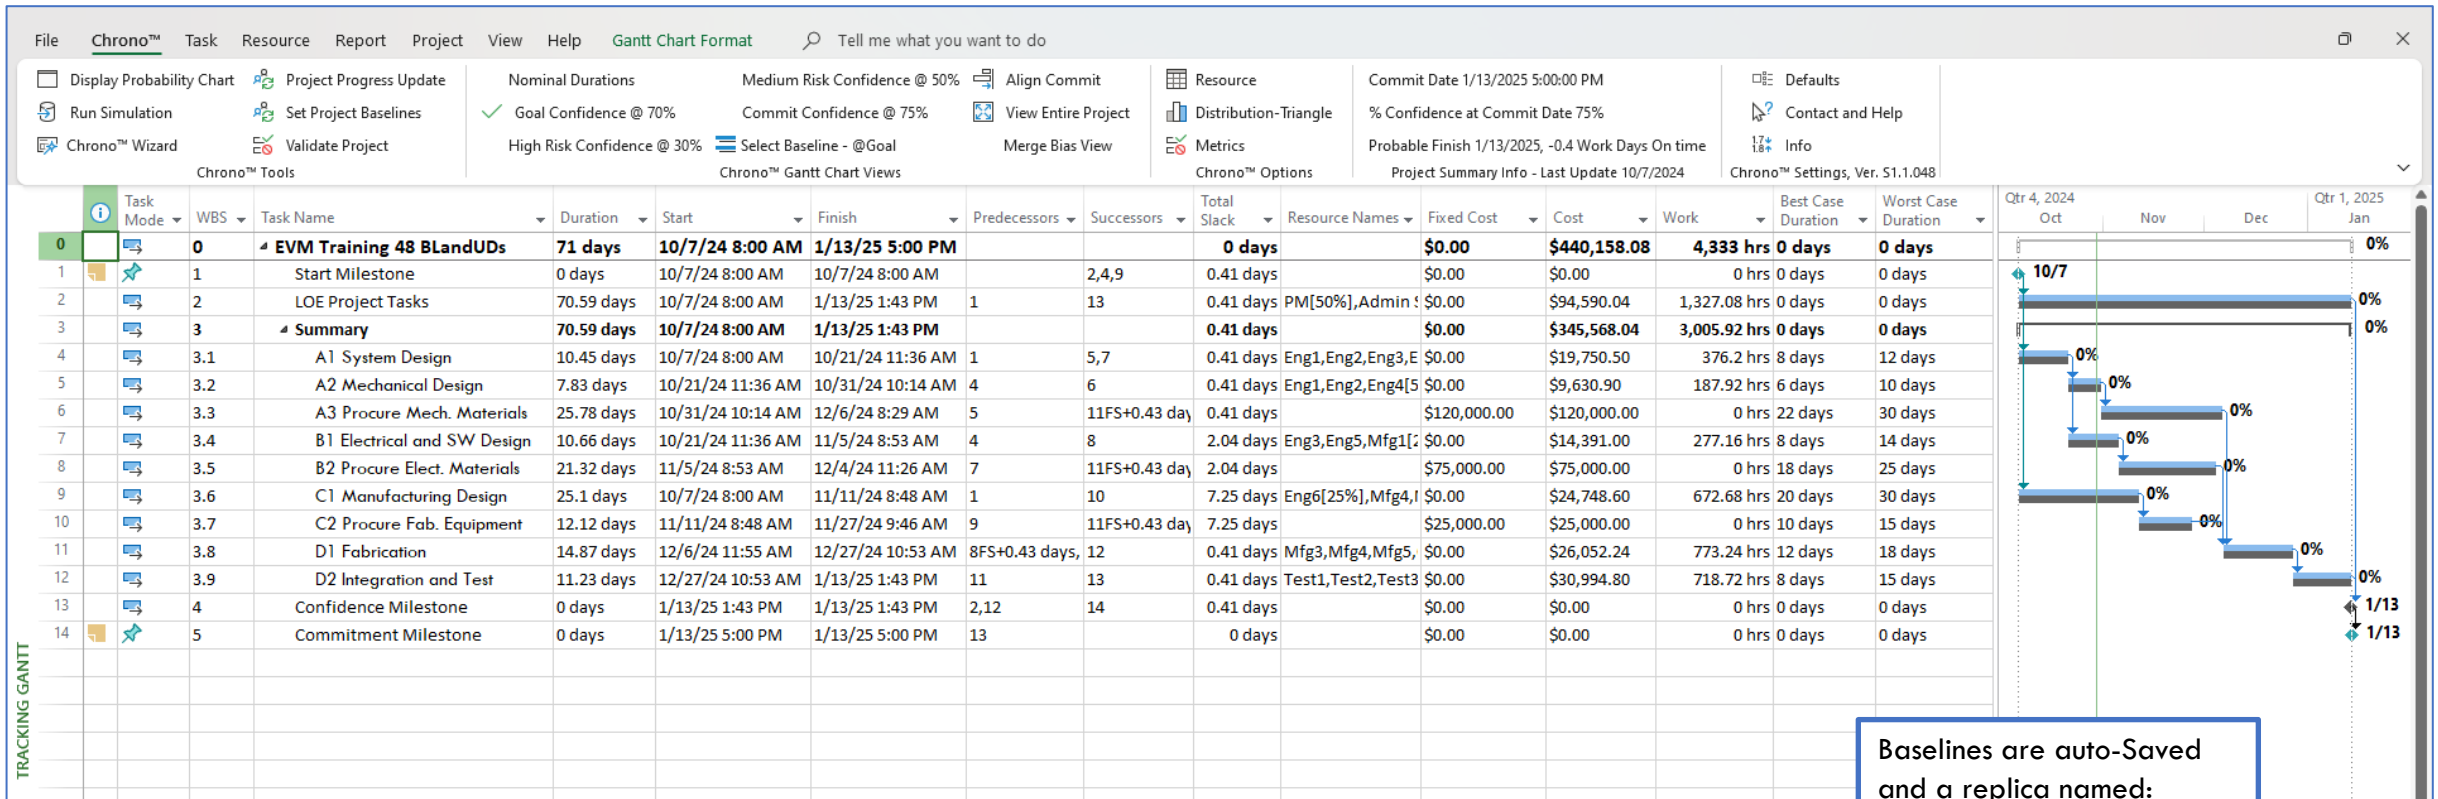 File Chrono™ Task Resource Report Project View Help Gantt Chart Format Tell me what you want to do
Display Probability Chart Project Progress Update Nominal Durations Medium Risk Confidence @ 50% Align Commit Resource Commit Date 1/13/2025 5:00:00 PM Defaults
Run Simulation Set Project Baselines Goal Confidence @ 70% Commit Confidence @ 75% View Entire Project Distribution-Triangle % Confidence at Commit Date 75% Contact and Help
Chrono™ Wizard Validate Project High Risk Confidence @ 30% Select Baseline - @Goal Merge Bias View Metrics Probable Finish 1/13/2025, -0.4 Work Days On time Info
Chrono™ Tools Chrono™ Gantt Chart Views Chrono™ Options Project Summary Info - Last Update 10/7/2024 Chrono™ Settings, Ver. S1.1.048
Task Mode WBS Task Name Duration Start Finish Predecessors Successors Total Slack Resource Names Fixed Cost Cost Work Best Case Duration Worst Case Duration Qtr 4, 2024 Qtr 1, 2025
Oct Nov Dec Jan
0 0 EVM Training 48 BLandUDs 71 days 10/7/24 8:00 AM 1/13/25 5:00 PM 0 days $0.00 $440,158.08 4,333 hrs 0 days 0 days 0%
1 1 Start Milestone 0 days 10/7/24 8:00 AM 10/7/24 8:00 AM 2,4,9 0.41 days $0.00 $0.00 0 hrs 0 days 0 days 10/7
2 2 LOE Project Tasks 70.59 days 10/7/24 8:00 AM 1/13/25 1:43 PM 1 13 0.41 days PM[50%],Admin $0.00 $94,590.04 1,327.08 hrs 0 days 0 days 0%
3 3 Summary 70.59 days 10/7/24 8:00 AM 1/13/25 1:43 PM 0.41 days $0.00 $345,568.04 3,005.92 hrs 0 days 0 days 0%
4 3.1 A1 System Design 10.45 days 10/7/24 8:00 AM 10/21/24 11:36 AM 1 5,7 0.41 days Eng1,Eng2,Eng3,E $0.00 $19,750.50 376.2 hrs 8 days 12 days 0%
5 3.2 A2 Mechanical Design 7.83 days 10/21/24 11:36 AM 10/31/24 10:14 AM 4 6 0.41 days Eng1,Eng2,Eng4[5 $0.00 $9,630.90 187.92 hrs 6 days 10 days 0%
6 3.3 A3 Procure Mech. Materials 25.78 days 10/31/24 10:14 AM 12/6/24 8:29 AM 5 11FS+0.43 day 0.41 days $120,000.00 $120,000.00 0 hrs 22 days 30 days 0%
7 3.4 B1 Electrical and SW Design 10.66 days 10/21/24 11:36 AM 11/5/24 8:53 AM 4 8 2.04 days Eng3,Eng5,Mfg1[2 $0.00 $14,391.00 277.16 hrs 8 days 14 days 0%
8 3.5 B2 Procure Elect. Materials 21.32 days 11/5/24 8:53 AM 12/4/24 11:26 AM 7 11FS+0.43 day 2.04 days $75,000.00 $75,000.00 0 hrs 18 days 25 days 0%
9 3.6 C1 Manufacturing Design 25.1 days 10/7/24 8:00 AM 11/11/24 8:48 AM 1 10 7.25 days Eng6[25%],Mfg4, $0.00 $24,748.60 672.68 hrs 20 days 30 days 0%
10 3.7 C2 Procure Fab. Equipment 12.12 days 11/11/24 8:48 AM 11/27/24 9:46 AM 9 11FS+0.43 day 7.25 days $25,000.00 $25,000.00 0 hrs 10 days 15 days 0%
11 3.8 D1 Fabrication 14.87 days 12/6/24 11:55 AM 12/27/24 10:53 AM 8FS+0.43 days, 12 0.41 days Mfg3,Mfg4,Mfg5, $0.00 $26,052.24 773.24 hrs 12 days 18 days 0%
12 3.9 D2 Integration and Test 11.23 days 12/27/24 10:53 AM 1/13/25 1:43 PM 11 13 0.41 days Test1,Test2,Test3 $0.00 $30,994.80 718.72 hrs 8 days 15 days 0%
13 4 Confidence Milestone 0 days 1/13/25 1:43 PM 1/13/25 1:43 PM 2,12 14 0.41 days $0.00 $0.00 0 hrs 0 days 0 days 1/13
14 5 Commitment Milestone 0 days 1/13/25 5:00 PM 1/13/25 5:00 PM 13 0 days $0.00 $0.00 0 hrs 0 days 0 days 1/13
TRACKING GANTT
Baselines are auto-Saved
and a replica named: